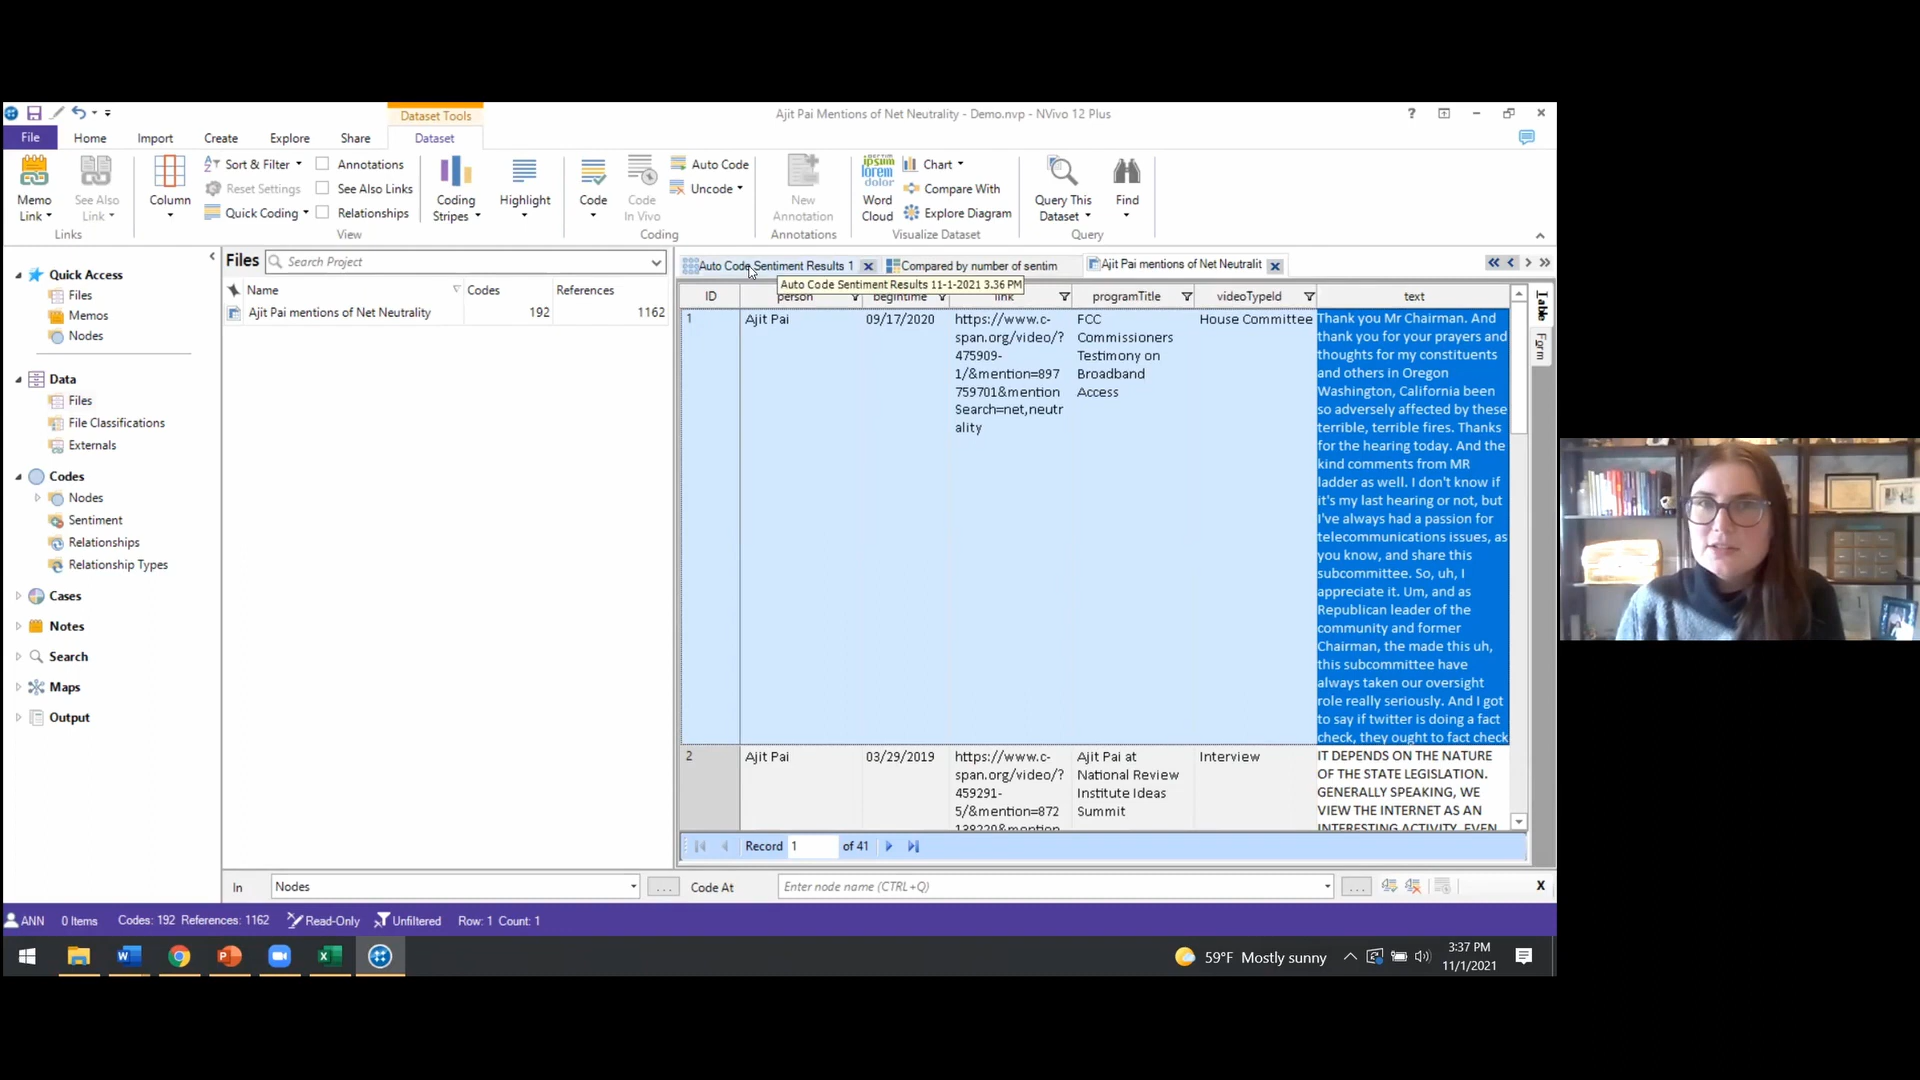 Dataset Tools
Ajit Pai Mentions of Net Neutrality - Demo.nvp - NVivo 12 Plus
?
File
Home
Import
Create
Explore
Share
Dataset
Memo
Link
See Also
Link
Links
Column
Sort & Filter
Reset Settings
Quick Coding
Annotations
See Also Links
Relationships
View
Coding
Stripes
Highlight
Code
Code
In Vivo
Auto Code
Uncode
Coding
New
Annotation
Annotations
ipsum
lorem
dolor
Word
Cloud
Chart
Compare With
Explore Diagram
Visualize Dataset
Query This
Dataset
Find
Query
Quick Access
Files
Memos
Nodes
Data
Files
File Classifications
Externals
Codes
Nodes
Sentiment
Relationships
Relationship Types
Cases
Notes
Search
Maps
Output
Files
Search Project
Name
Codes
References
Ajit Pai mentions of Net Neutrality
192
1162
Auto Code Sentiment Results 1
Compared by number of sentim
Ajit Pai mentions of Net Neutralit
Auto Code Sentiment Results 11-1-2021 3.36 PM
ID
person
begintime
link
programTitle
videoTypeId
text
Table
Form
1
Ajit Pai
09/17/2020
https://www.c-
span.org/video/?
475909-
1/&mention=897
759701&mention
Search=net,neutr
ality
FCC
Commissioners
Testimony on
Broadband
Access
House Committee
Thank you Mr Chairman. And
thank you for your prayers and
thoughts for my constituents
and others in Oregon
Washington, California been
so adversely affected by these
terrible, terrible fires. Thanks
for the hearing today. And the
kind comments from MR
ladder as well. I don't know if
it's my last hearing or not, but
I've always had a passion for
telecommunications issues, as
you know, and share this
subcommittee. So, uh, I
appreciate it. Um, and as
Republican leader of the
community and former
Chairman, the made this uh,
this subcommittee have
always taken our oversight
role really seriously. And I got
to say if twitter is doing a fact
check, they ought to fact check
2
Ajit Pai
03/29/2019
https://www.c-
span.org/video/?
459291-
5/&mention=872
138220&mention
Ajit Pai at
National Review
Institute Ideas
Summit
Interview
IT DEPENDS ON THE NATURE
OF THE STATE LEGISLATION.
GENERALLY SPEAKING, WE
VIEW THE INTERNET AS AN
INTERESTING ACTIVITY. EVEN
Record
1
of 41
In
Nodes
...
Code At
Enter node name (CTRL+Q)
...
X
ANN
0 Items
Codes: 192 References: 1162
Read-Only
Unfiltered
Row: 1 Count: 1
59°F Mostly sunny
3:37 PM
11/1/2021